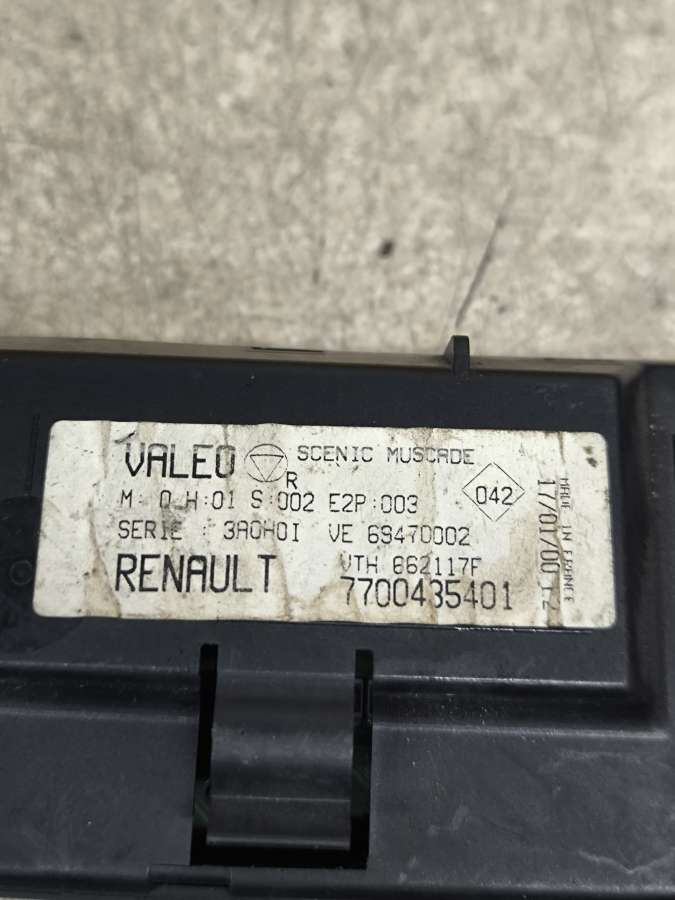 VALEO R SCENIC MUSCADE
M: 0 H:01 S:002 E2P:003
042
SERIE : 3A0H0I VE 69470002
VTH 662117F
RENAULT 7700435401
MADE IN FRANCE
17/01/00